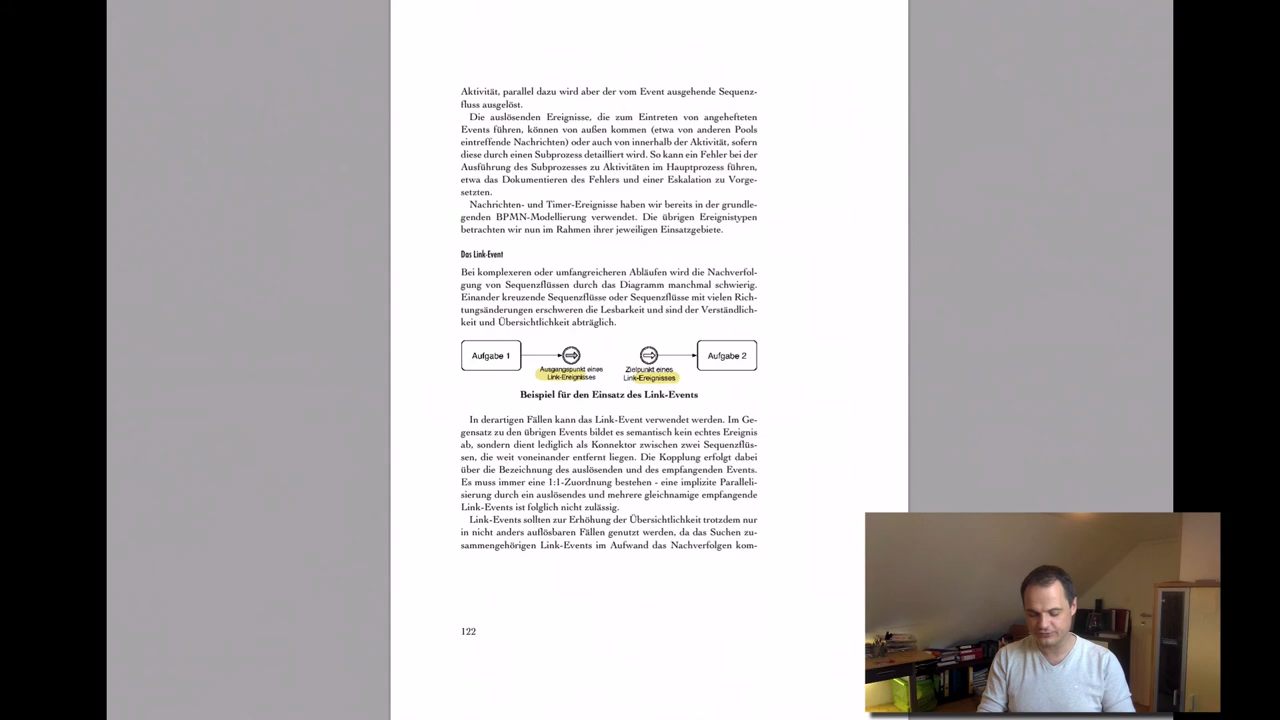 Aktivität, parallel dazu wird aber der vom Event ausgehende Sequenz-
fluss ausgelöst.
Die auslösenden Ereignisse, die zum Eintreten von angehefteten
Events führen, können von außen kommen (etwa von anderen Pools
eintreffende Nachrichten) oder auch von innerhalb der Aktivität, sofern
diese durch einen Subprozess detailliert wird. So kann ein Fehler bei der
Ausführung des Subprozesses zu Aktivitäten im Hauptprozess führen,
etwa das Dokumentieren des Fehlers und einer Eskalation zu Vorge-
setzten.
Nachrichten- und Timer-Ereignisse haben wir bereits in der grundle-
genden BPMN-Modellierung verwendet. Die übrigen Ereignistypen
betrachten wir nun im Rahmen ihrer jeweiligen Einsatzgebiete.
Das Link-Event
Bei komplexeren oder umfangreicheren Abläufen wird die Nachverfol-
gung von Sequenzflüssen durch das Diagramm manchmal schwierig.
Einander kreuzende Sequenzflüsse oder Sequenzflüsse mit vielen Rich-
tungsänderungen erschweren die Lesbarkeit und sind der Verständlich-
keit und Übersichtlichkeit abträglich.
Aufgabe 1
Ausgangspunkt eines
Link-Ereignisses
Zielpunkt eines
Link-Ereignisses
Aufgabe 2
Beispiel für den Einsatz des Link-Events
In derartigen Fällen kann das Link-Event verwendet werden. Im Ge-
gensatz zu den übrigen Events bildet es semantisch kein echtes Ereignis
ab, sondern dient lediglich als Konnektor zwischen zwei Sequenzflüs-
sen, die weit voneinander entfernt liegen. Die Kopplung erfolgt dabei
über die Bezeichnung des auslösenden und des empfangenden Events.
Es muss immer eine 1:1-Zuordnung bestehen - eine implizite Paralleli-
sierung durch ein auslösendes und mehrere gleichnamige empfangende
Link-Events ist folglich nicht zulässig.
Link-Events sollten zur Erhöhung der Übersichtlichkeit trotzdem nur
in nicht anders auflösbaren Fällen genutzt werden, da das Suchen zu-
sammengehörigen Link-Events im Aufwand das Nachverfolgen kom-
122